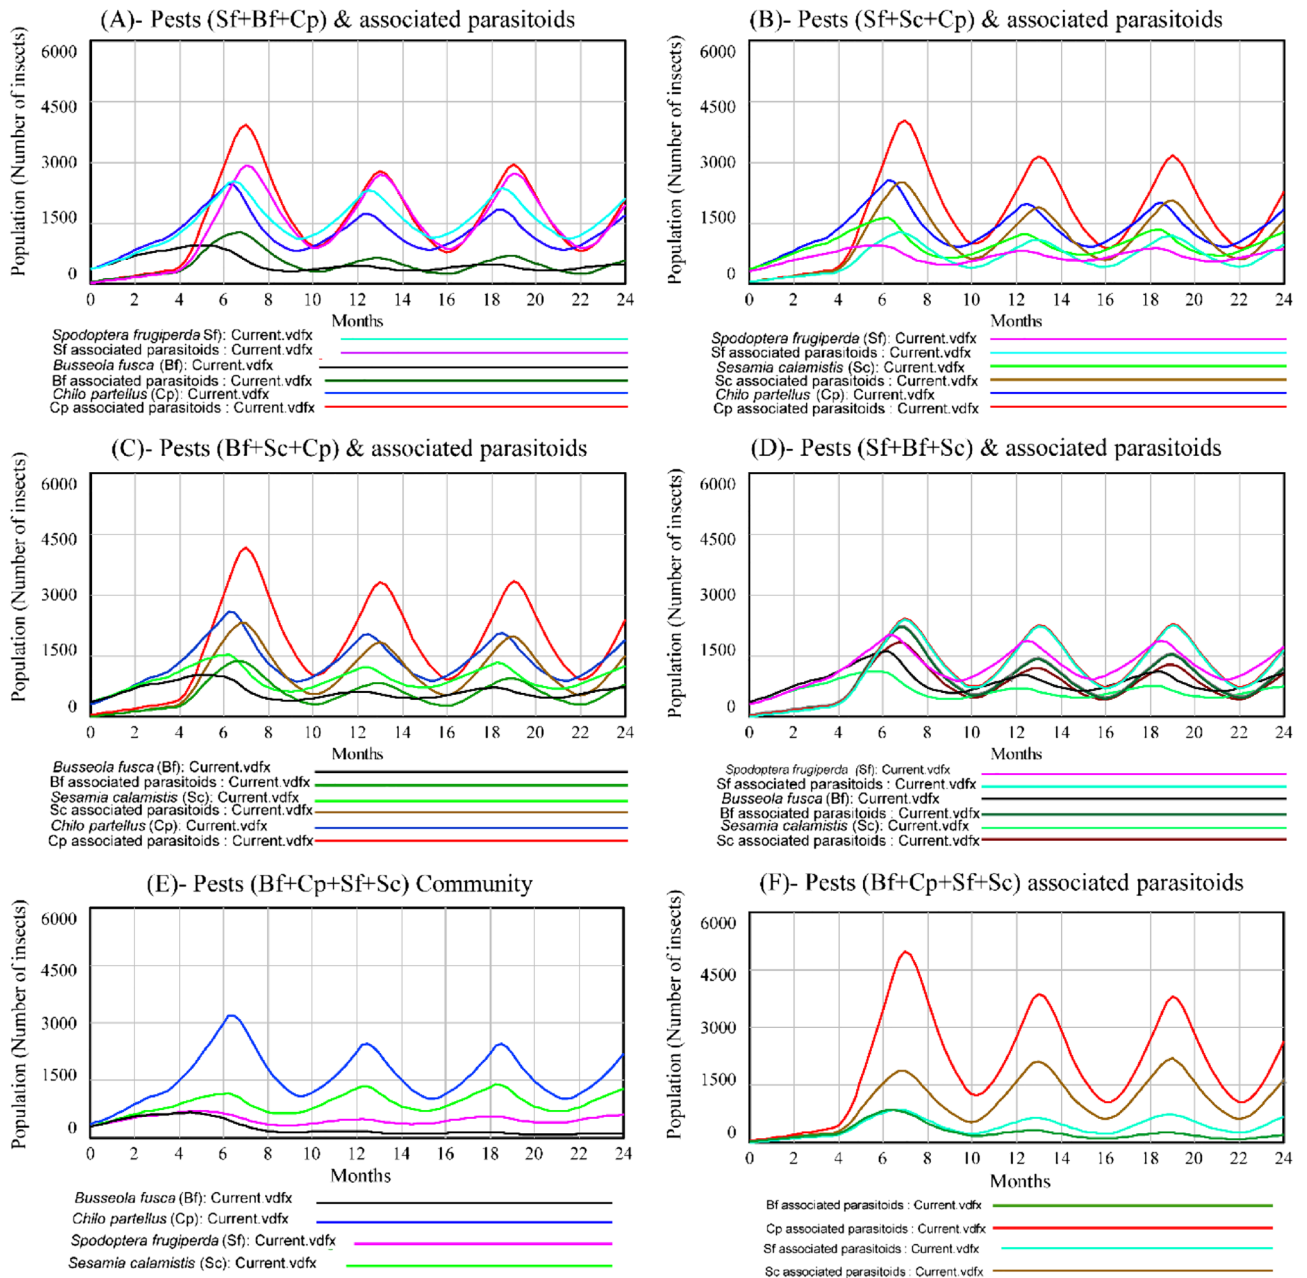 (A)- Pests (Sf+Bf+Cp) & associated parasitoids
Population (Number of insects)
6000
4500
3000
1500
0
0 2 4 6 8 10 12 14 16 18 20 22 24
Months
Spodoptera frugiperda Sf): Current.vdfx
Sf associated parasitoids : Current.vdfx
Busseola fusca (Bf): Current.vdfx
Bf associated parasitoids : Current.vdfx
Chilo partellus (Cp): Current.vdfx
Cp associated parasitoids : Current.vdfx
(B)- Pests (Sf+Sc+Cp) & associated parasitoids
Population (Number of insects)
6000
4500
3000
1500
0
0 2 4 6 8 10 12 14 16 18 20 22 24
Months
Spodoptera frugiperda (Sf): Current.vdfx
Sf associated parasitoids : Current.vdfx
Sesamia calamistis (Sc): Current.vdfx
Sc associated parasitoids : Current.vdfx
Chilo partellus (Cp): Current.vdfx
Cp associated parasitoids : Current.vdfx
(C)- Pests (Bf+Sc+Cp) & associated parasitoids
Population (Number of insects)
6000
4500
3000
1500
0
0 2 4 6 8 10 12 14 16 18 20 22 24
Months
Busseola fusca (Bf): Current.vdfx
Bf associated parasitoids : Current.vdfx
Sesamia calamistis (Sc): Current.vdfx
Sc associated parasitoids : Current.vdfx
Chilo partellus (Cp): Current.vdfx
Cp associated parasitoids : Current.vdfx
(D)- Pests (Sf+Bf+Sc) & associated parasitoids
Population (Number of insects)
6000
4500
3000
1500
0
0 2 4 6 8 10 12 14 16 18 20 22 24
Months
Spodoptera frugiperda (Sf): Current.vdfx
Sf associated parasitoids : Current.vdfx
Busseola fusca (Bf): Current.vdfx
Bf associated parasitoids : Current.vdfx
Sesamia calamistis (Sc): Current.vdfx
Sc associated parasitoids : Current.vdfx
(E)- Pests (Bf+Cp+Sf+Sc) Community
Population (Number of insects)
6000
4500
3000
1500
0
0 2 4 6 8 10 12 14 16 18 20 22 24
Months
Busseola fusca (Bf): Current.vdfx
Chilo partellus (Cp): Current.vdfx
Spodoptera frugiperda (Sf): Current.vdfx
Sesamia calamistis (Sc): Current.vdfx
(F)- Pests (Bf+Cp+Sf+Sc) associated parasitoids
Population (Number of insects)
6000
4500
3000
1500
0
0 2 4 6 8 10 12 14 16 18 20 22 24
Months
Bf associated parasitoids : Current.vdfx
Cp associated parasitoids : Current.vdfx
Sf associated parasitoids : Current.vdfx
Sc associated parasitoids : Current.vdfx